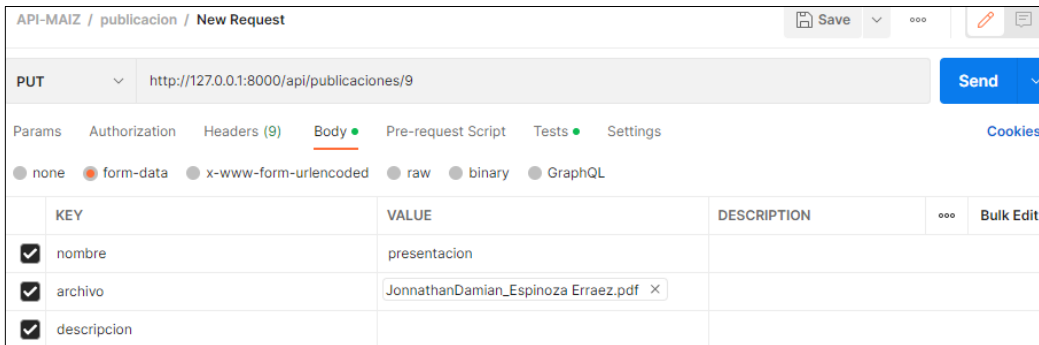 API-MAIZ / publicacion / New Request Save ooo
PUT http://127.0.0.1:8000/api/publicaciones/9 Send
Params Authorization Headers (9) Body Pre-request Script Tests Settings Cookies
none form-data x-www-form-urlencoded raw binary GraphQL
KEY VALUE DESCRIPTION ooo Bulk Edit
nombre presentacion
archivo JonnathanDamian_Espinoza Erraez.pdf ×
descripcion